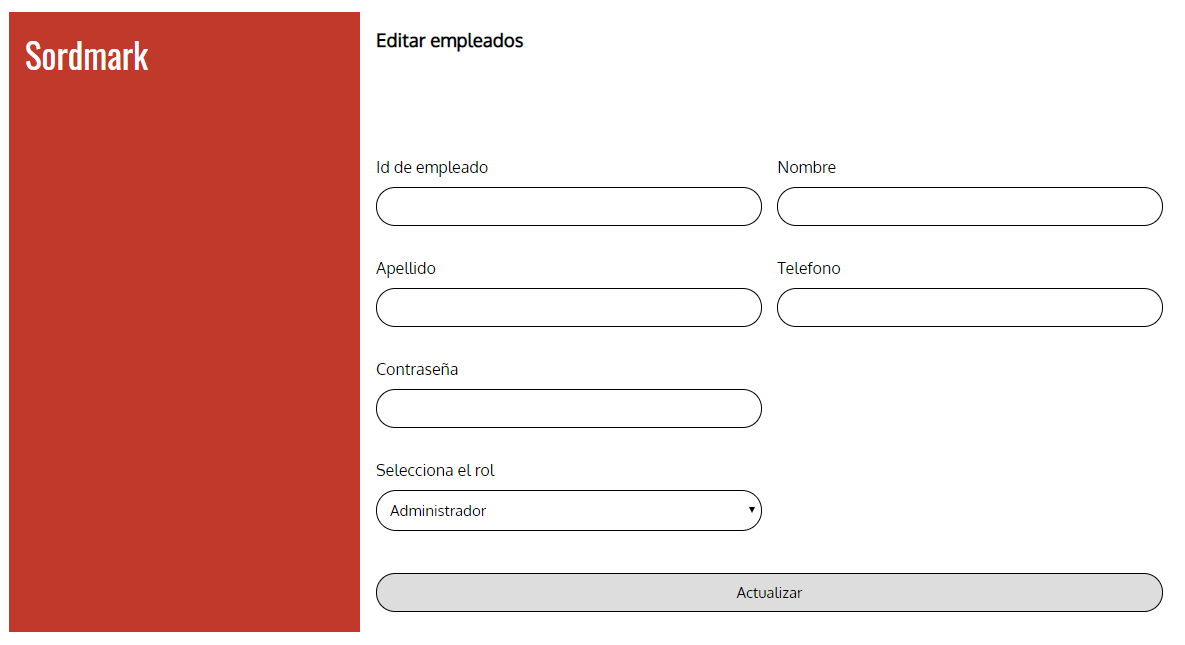 Sordmark
Editar empleados
Id de empleado
Nombre
Apellido
Telefono
Contraseña
Selecciona el rol
Administrador
Actualizar